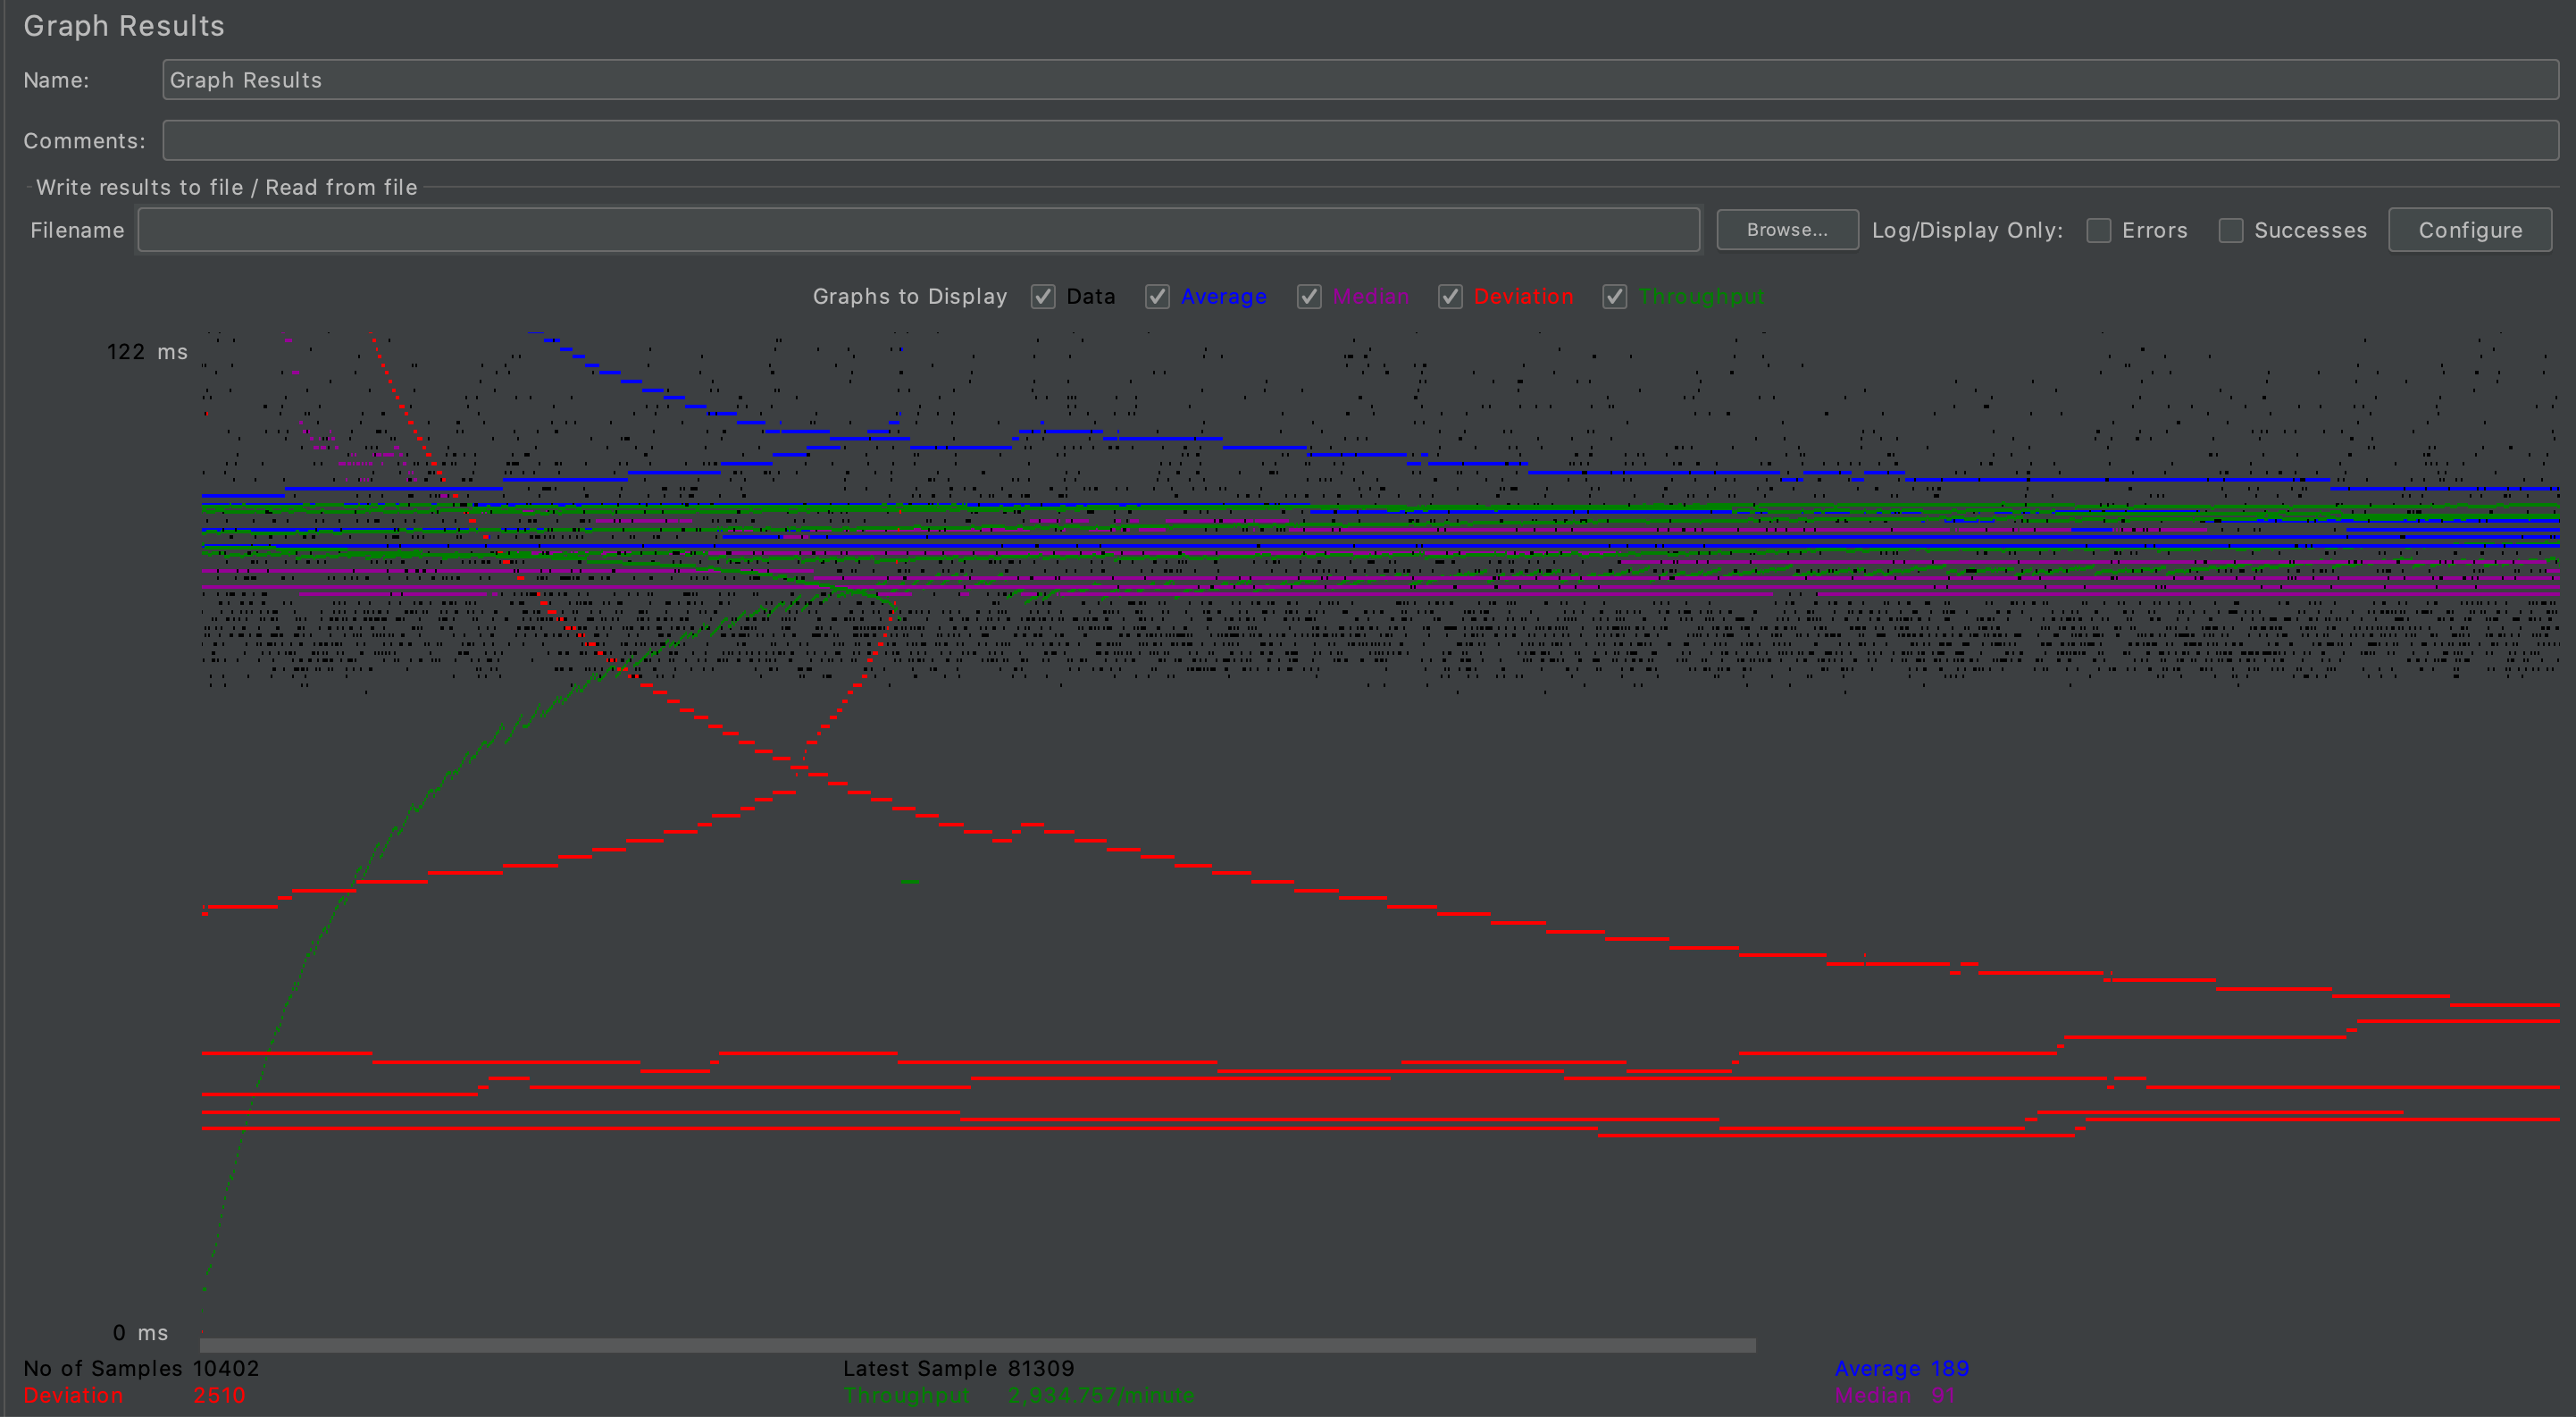 Graph Results
Name: Graph Results
Comments:
Write results to file / Read from file
Filename Browse... Log/Display Only: Errors Successes Configure
Graphs to Display Data Average Median Deviation Throughput
122 ms
0 ms
No of Samples 10402 Latest Sample 81309 Average 189
Deviation 2510 Throughput 2,934.757/minute Median 91